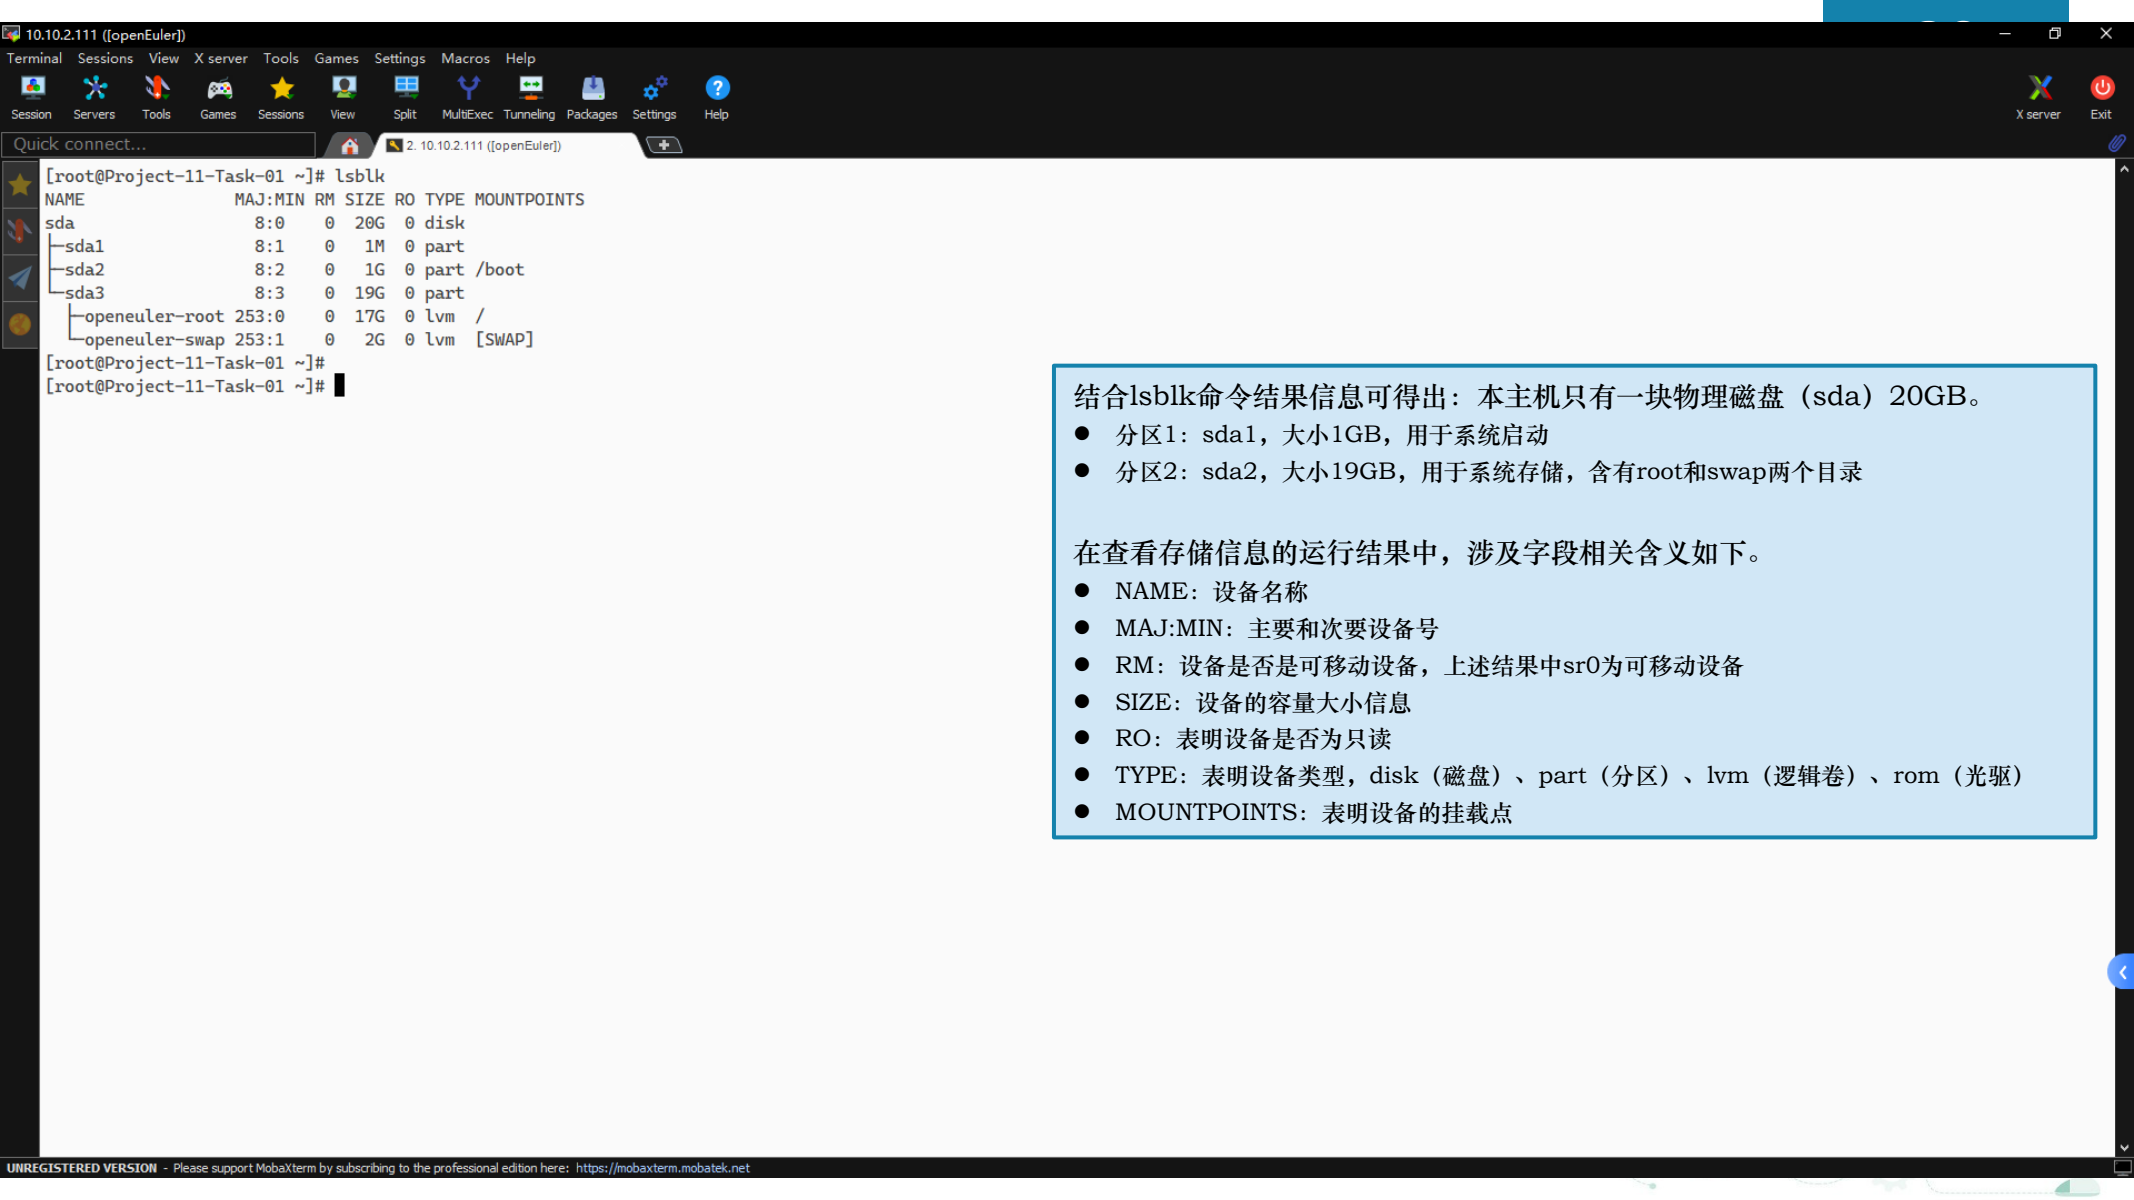 10.10.2.111 ([openEuler])
Terminal Sessions View X server Tools Games Settings Macros Help
Session Servers Tools Games Sessions View Split MultiExec Tunneling Packages Settings Help X server Exit
Quick connect... 2. 10.10.2.111 ([openEuler])
[root@Project-11-Task-01 ~]# lsblk
NAME MAJ:MIN RM SIZE RO TYPE MOUNTPOINTS
sda 8:0 0 20G 0 disk
├─sda1 8:1 0 1M 0 part
├─sda2 8:2 0 1G 0 part /boot
└─sda3 8:3 0 19G 0 part
├─openeuler-root 253:0 0 17G 0 lvm /
└─openeuler-swap 253:1 0 2G 0 lvm [SWAP]
[root@Project-11-Task-01 ~]#
[root@Project-11-Task-01 ~]#
结合lsblk命令结果信息可得出：本主机只有一块物理磁盘（sda）20GB。
● 分区1：sda1，大小1GB，用于系统启动
● 分区2：sda2，大小19GB，用于系统存储，含有root和swap两个目录
在查看存储信息的运行结果中，涉及字段相关含义如下。
● NAME：设备名称
● MAJ:MIN：主要和次要设备号
● RM：设备是否是可移动设备，上述结果中sr0为可移动设备
● SIZE：设备的容量大小信息
● RO：表明设备是否为只读
● TYPE：表明设备类型，disk（磁盘）、part（分区）、lvm（逻辑卷）、rom（光驱）
● MOUNTPOINTS：表明设备的挂载点
UNREGISTERED VERSION - Please support MobaXterm by subscribing to the professional edition here: https://mobaxterm.mobatek.net